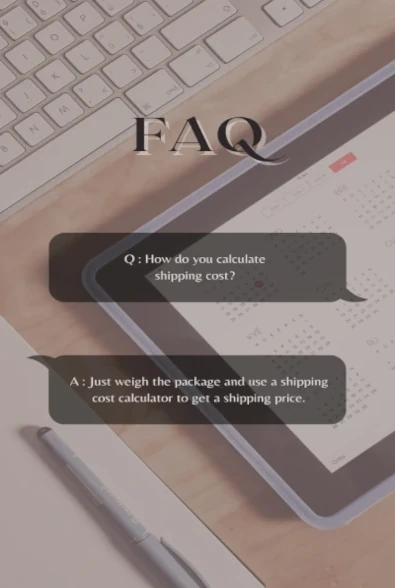 FAQ
Q : How do you calculate
shipping cost?
A : Just weigh the package and use a shipping
cost calculator to get a shipping price.